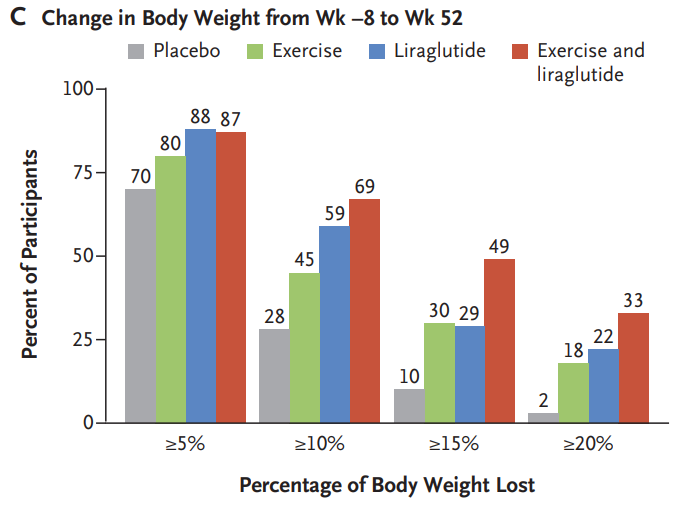 C Change in Body Weight from Wk –8 to Wk 52
Placebo Exercise Liraglutide Exercise and
liraglutide
Percent of Participants
100
75
50
25
0
70 80 88 87
28 45 59 69
10 30 29 49
2 18 22 33
≥5% ≥10% ≥15% ≥20%
Percentage of Body Weight Lost